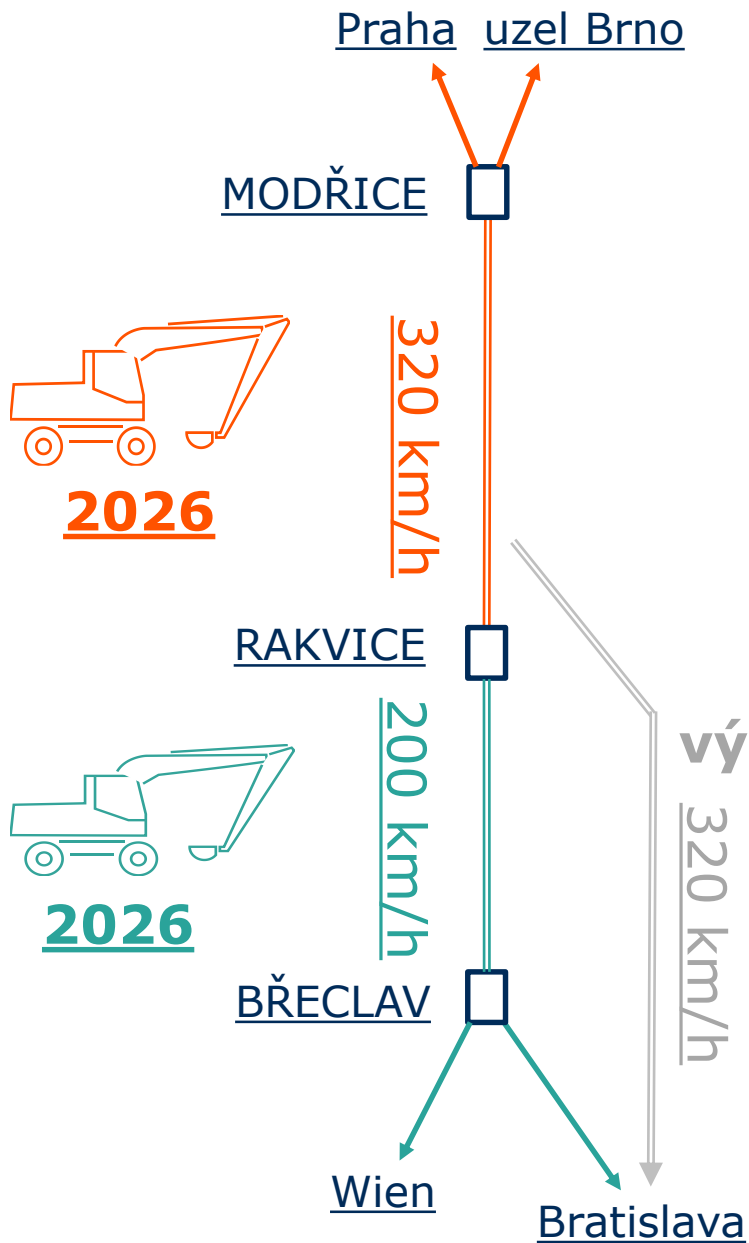 Praha uzel Brno
MODŘICE
320 km/h
2026
RAKVICE
200 km/h
vý
320 km/h
2026
BŘECLAV
Wien
Bratislava